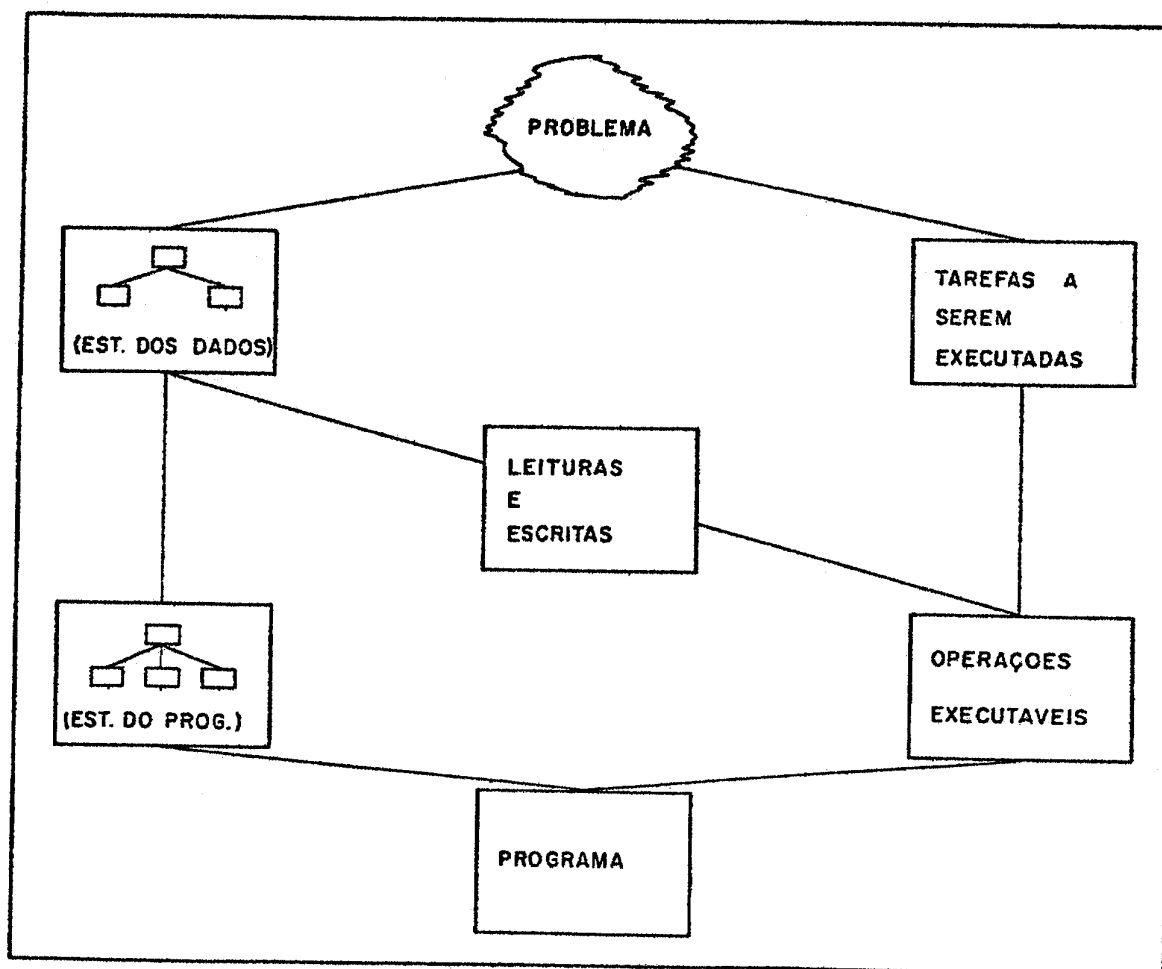 PROBLEMA
(EST. DOS DADOS)
TAREFAS A
SEREM
EXECUTADAS
LEITURAS
E
ESCRITAS
(EST. DO PROG.)
OPERAÇOES
EXECUTAVEIS
PROGRAMA